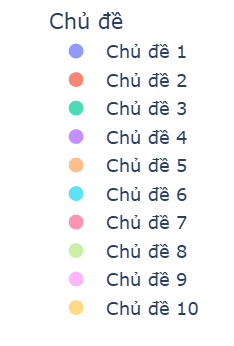 Chủ đề
Chủ đề 1
Chủ đề 2
Chủ đề 3
Chủ đề 4
Chủ đề 5
Chủ đề 6
Chủ đề 7
Chủ đề 8
Chủ đề 9
Chủ đề 10